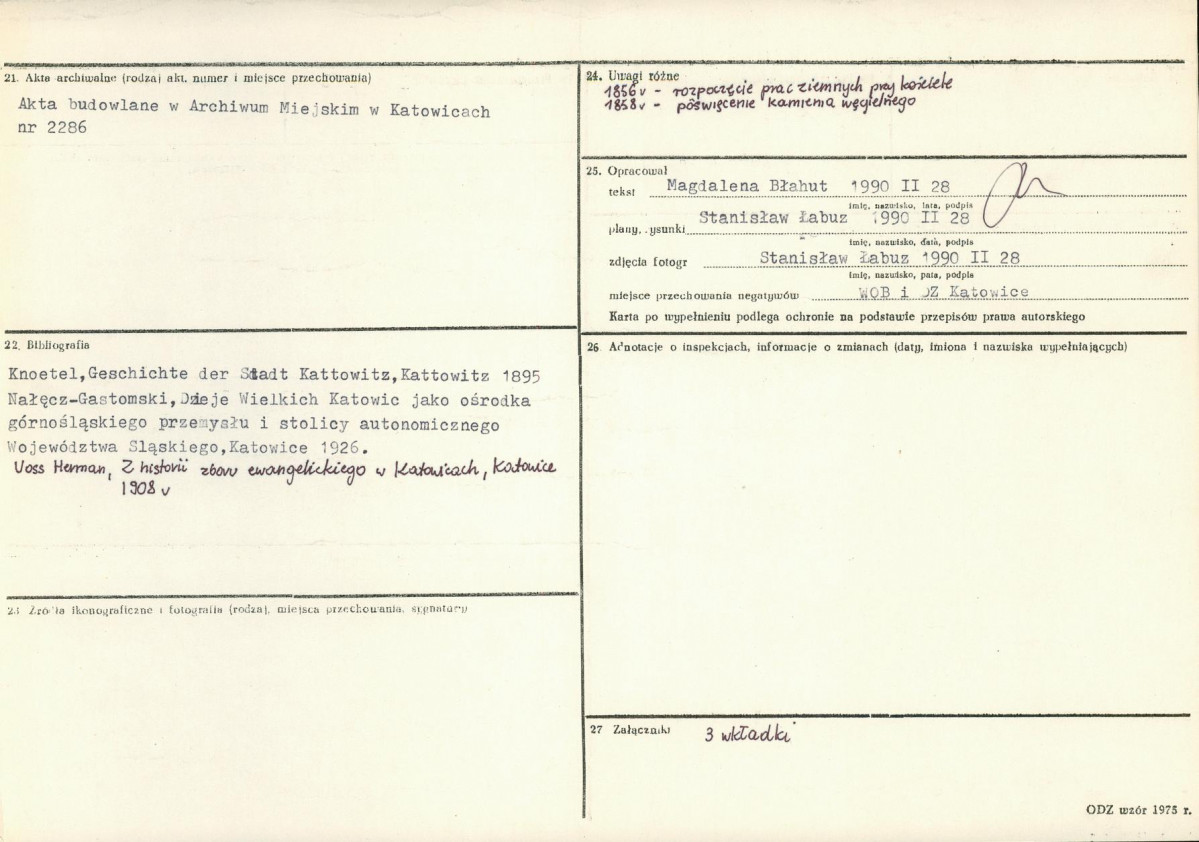 21. Akta archiwalne (rodzaj akt, numer i miejsce przechowania)
Akta budowlane w Archiwum Miejskim w Katowicach
nr 2286
22. Bibliografia
Knoetel,Geschichte der Stadt Kattowitz,Kattowitz 1895
Nałęcz-Gastomski,Dzieje Wielkich Katowic jako ośrodka
górnośląskiego przemysłu i stolicy autonomicznego
Województwa Sląskiego,Katowice 1926.
Voss Herman, Z historii zboru ewangelickiego w Katowicach, Katowice
1908 r
23 Źródła ikonograficzne i fotografia (rodzaj, miejsca przechowania, sygnatury)
24. Uwagi różne
1856 r - rozpoczęcie prac ziemnych przy kościele
1858 r - poświęcenie kamienia węgielnego
25. Opracował
tekst Magdalena Błahut 1990 II 28
imię, nazwisko, data, podpis
plany, rysunki Stanisław Łabuz 1990 II 28
imię, nazwisko, data, podpis
zdjęcia fotogr Stanisław Łabuz 1990 II 28
imię, nazwisko, pata, podpis
miejsce przechowania negatywów WOB i DZ Katowice
Karta po wypełnieniu podlega ochronie na podstawie przepisów prawa autorskiego
26. Adnotacje o inspekcjach, informacje o zmianach (daty, imiona i nazwiska wypełniających)
27 Załączniki 3 wkładki
ODZ wzór 1975 r.